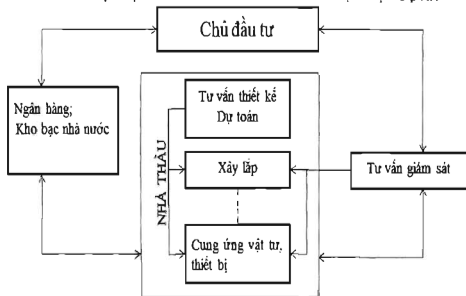 Chủ đầu tư
Ngân hàng;
Kho bạc nhà nước
Tư vấn thiết kế
Dự toán
NHÀ THẦU
Xây lắp
Tư vấn giám sát
Cung ứng vật tư,
thiết bị